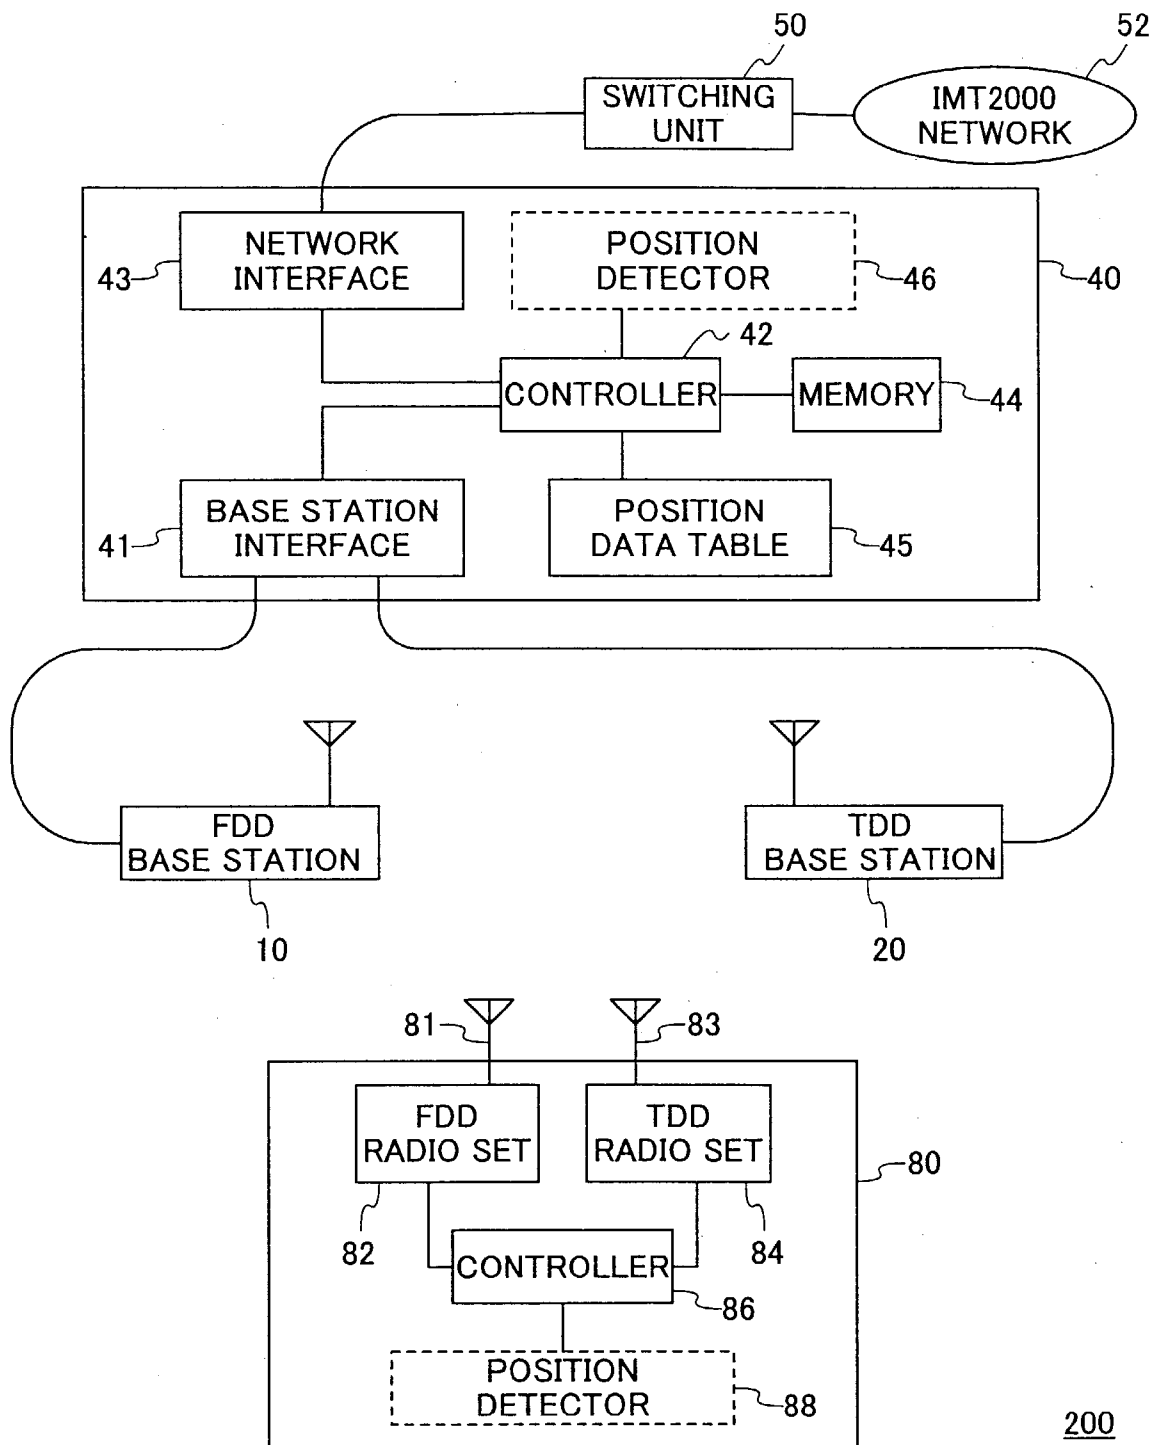 50
52
SWITCHING
UNIT
IMT2000
NETWORK
NETWORK
INTERFACE
43
POSITION
DETECTOR
46
40
42
CONTROLLER
MEMORY
44
BASE STATION
INTERFACE
41
POSITION
DATA TABLE
45
FDD
BASE STATION
10
TDD
BASE STATION
20
81
83
FDD
RADIO SET
TDD
RADIO SET
80
82
84
CONTROLLER
86
POSITION
DETECTOR
88
200